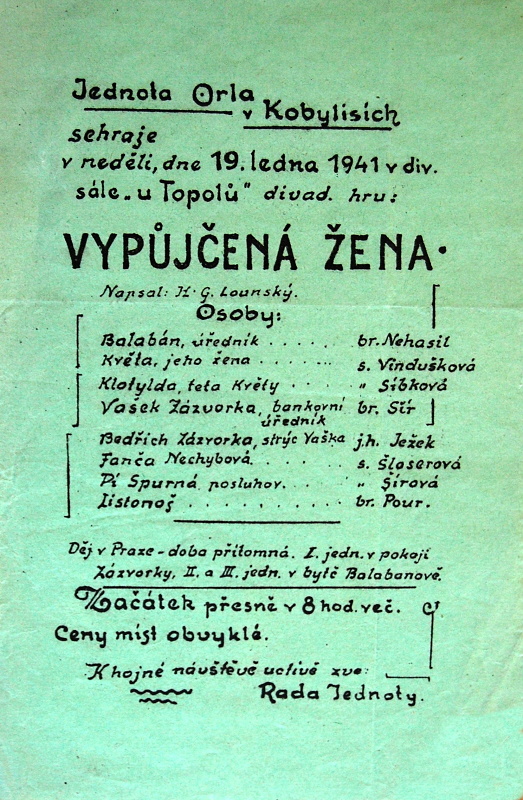 Jednota Orla
v Kobylisích
sehraje
v neděli, dne 19. ledna 1941 v div.
sále „u Topolů" divad. hru:
VYPŮJČENÁ ŽENA.
Napsal: H. G. Lounský.
Osoby:
Balabán, úředník . . . . . br. Nehasil
Květa, jeho žena . . . . . . s. Vindušková
Klotylda, teta Květy . . . „ Síbková
Vašek Zázvorka, bankovní úředník br. Sír
Bedřich Zázvorka, strýc Vaška j.h. Ježek
Fanča Nechybová. . . . . s. Šlaserová
Pí Spurná, posluhov. . . . . „ Šírová
Listonoš . . . . . . . . br. Pour.
Děj v Praze - doba přítomná. I. jedn. v pokoji
Zázvorky, II. a III. jedn. v bytě Balabanově.
Začátek přesně v 8 hod. več.
Ceny míst obvyklé.
K hojné návštěvě uctivě zve:
Rada Jednoty.